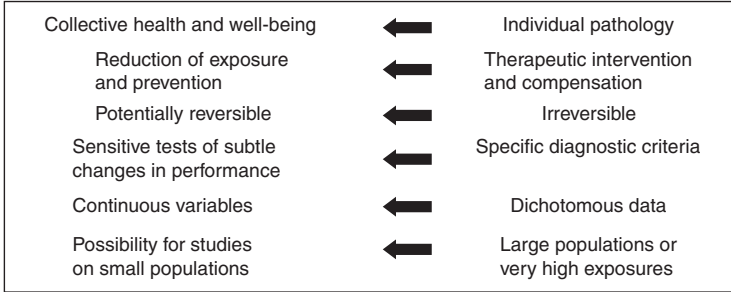 Collective health and well-being Individual pathology
Reduction of exposure Therapeutic intervention
and prevention and compensation
Potentially reversible Irreversible
Sensitive tests of subtle Specific diagnostic criteria
changes in performance
Continuous variables Dichotomous data
Possibility for studies Large populations or
on small populations very high exposures